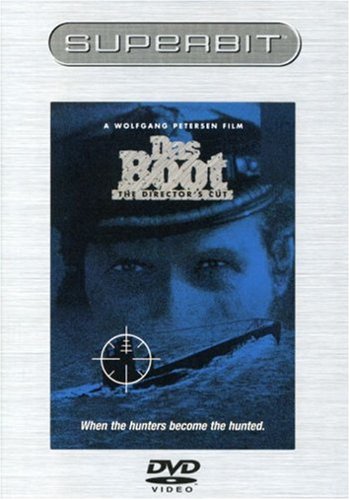 SUPERBIT
A WOLFGANG PETERSEN FILM
Das
Boot
THE DIRECTOR'S CUT
When the hunters become the hunted.
DVD
VIDEO